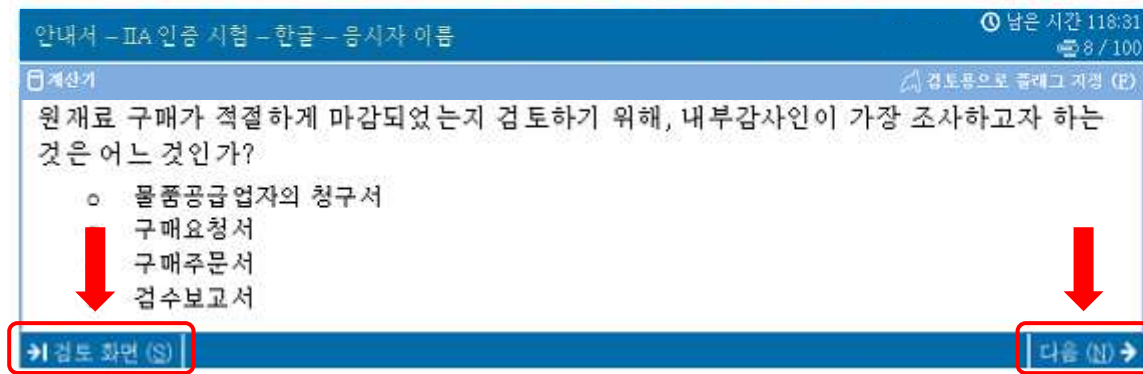 안내서 – IIA 인증 시험 – 한글 – 응시자 이름
남은 시간 118:31
8 / 100
계산기
검토용으로 플래그 지정 (F)
원재료 구매가 적절하게 마감되었는지 검토하기 위해, 내부감사인이 가장 조사하고자 하는
것은 어느 것인가?
물품공급업자의 청구서
구매요청서
구매주문서
검수보고서
검토 화면 (S)
다음 (N)